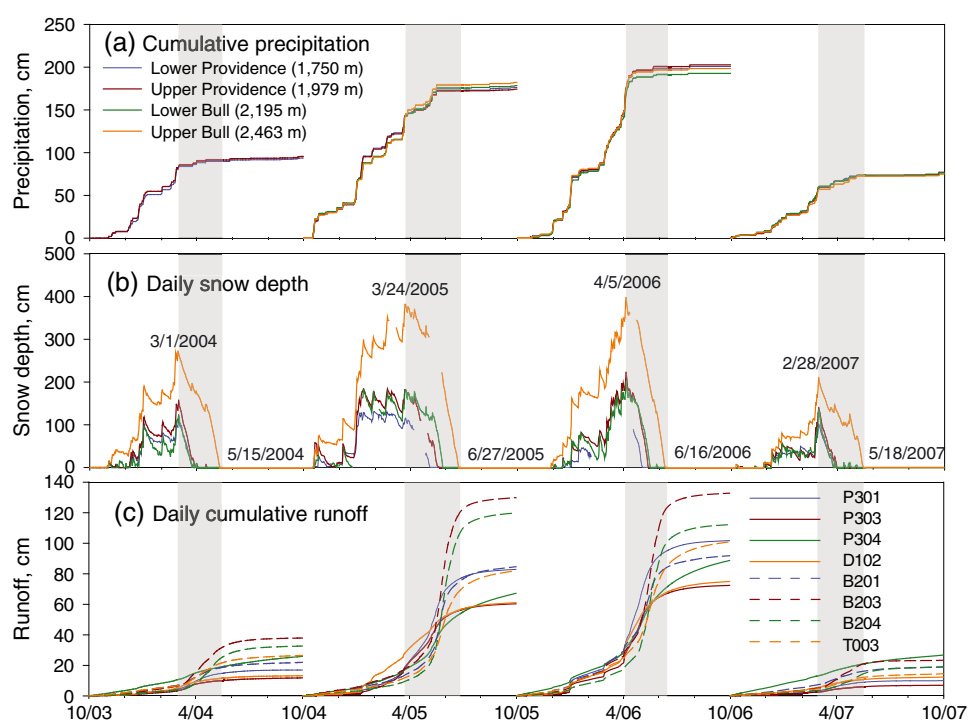 (a) Cumulative precipitation
Lower Providence (1,750 m)
Upper Providence (1,979 m)
Lower Bull (2,195 m)
Upper Bull (2,463 m)
Precipitation, cm
250
200
150
100
50
0
(b) Daily snow depth
Snow depth, cm
500
400
300
200
100
0
3/1/2004
3/24/2005
4/5/2006
2/28/2007
5/15/2004
6/27/2005
6/16/2006
5/18/2007
(c) Daily cumulative runoff
Runoff, cm
140
120
100
80
60
40
20
0
P301
P303
P304
D102
B201
B203
B204
T003
10/03 4/04 10/04 4/05 10/05 4/06 10/06 4/07 10/07